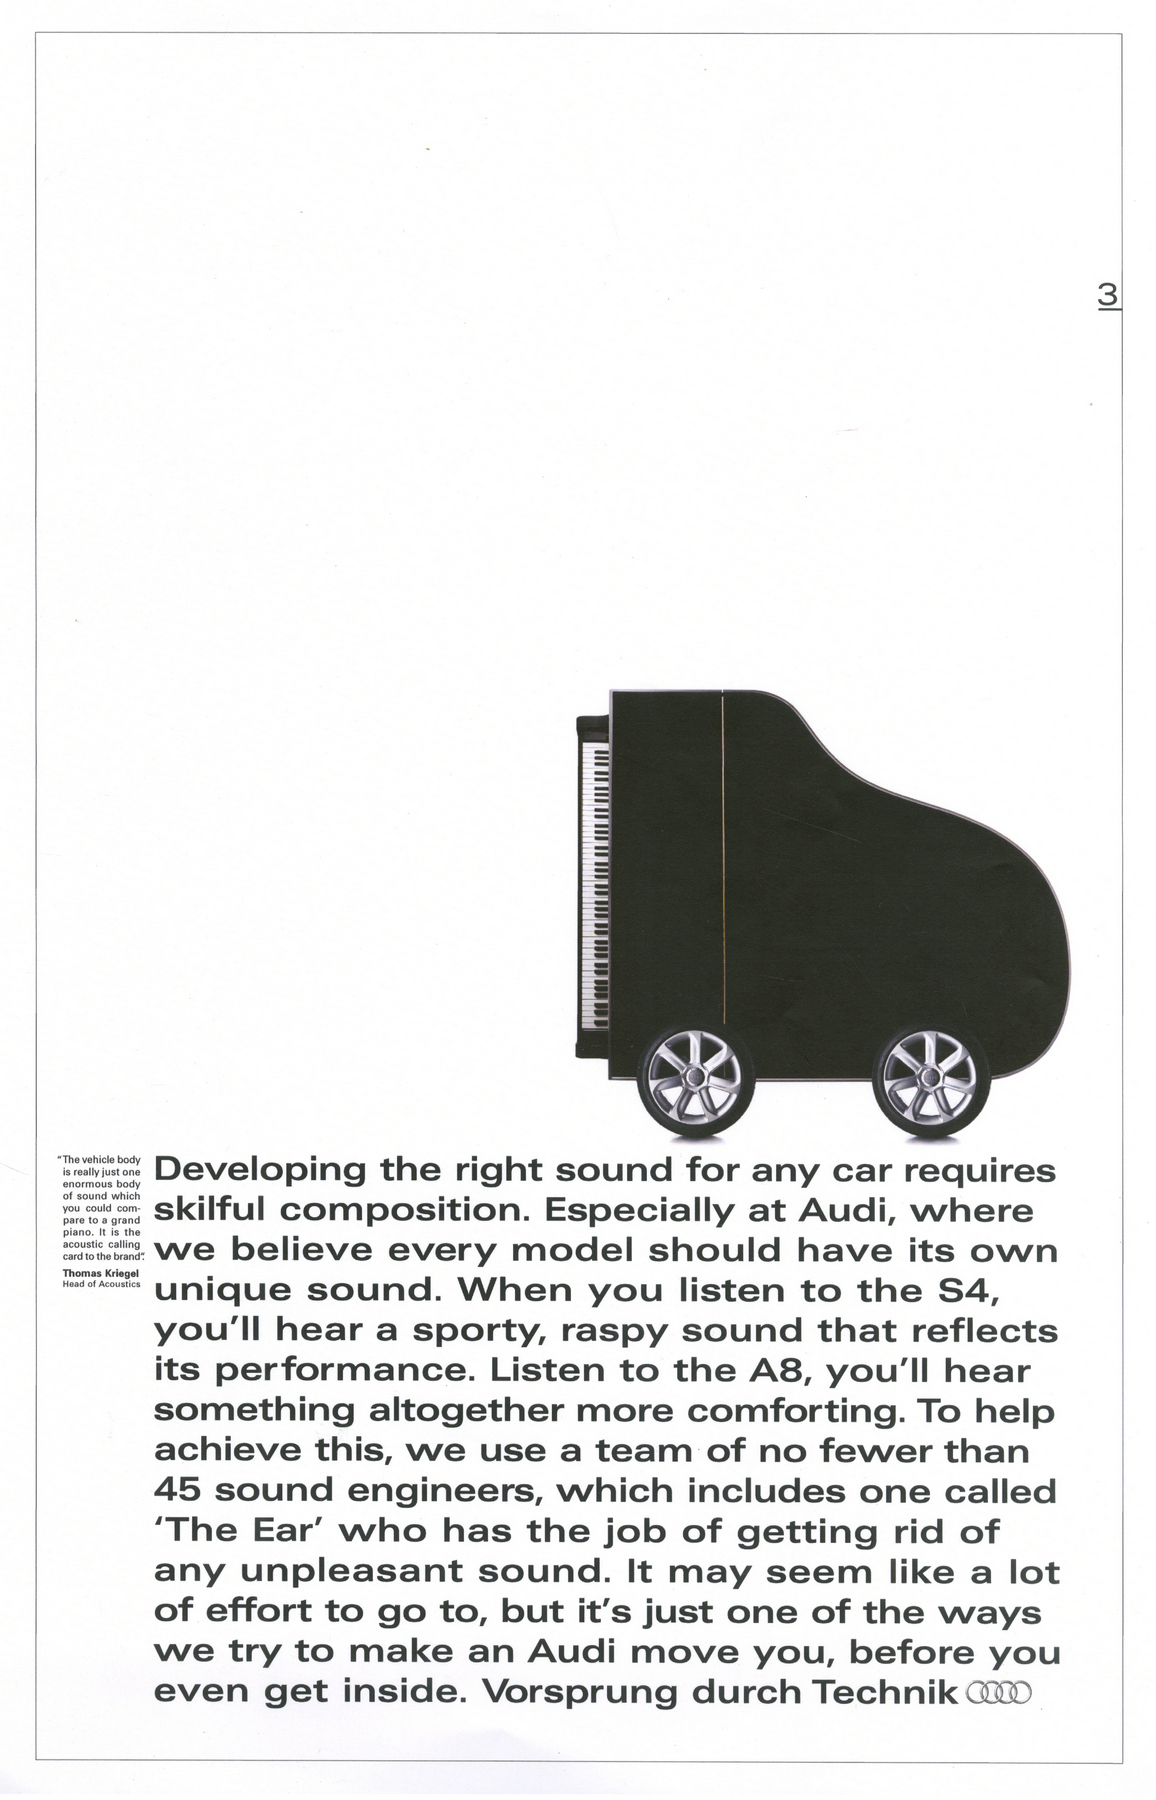 3
“The vehicle body
is really just one
enormous body
of sound which
you could com-
pare to a grand
piano. It is the
acoustic calling
card to the brand”.
Thomas Kriegel
Head of Acoustics
Developing the right sound for any car requires
skilful composition. Especially at Audi, where
we believe every model should have its own
unique sound. When you listen to the S4,
you’ll hear a sporty, raspy sound that reflects
its performance. Listen to the A8, you’ll hear
something altogether more comforting. To help
achieve this, we use a team of no fewer than
45 sound engineers, which includes one called
‘The Ear’ who has the job of getting rid of
any unpleasant sound. It may seem like a lot
of effort to go to, but it’s just one of the ways
we try to make an Audi move you, before you
even get inside. Vorsprung durch Technik